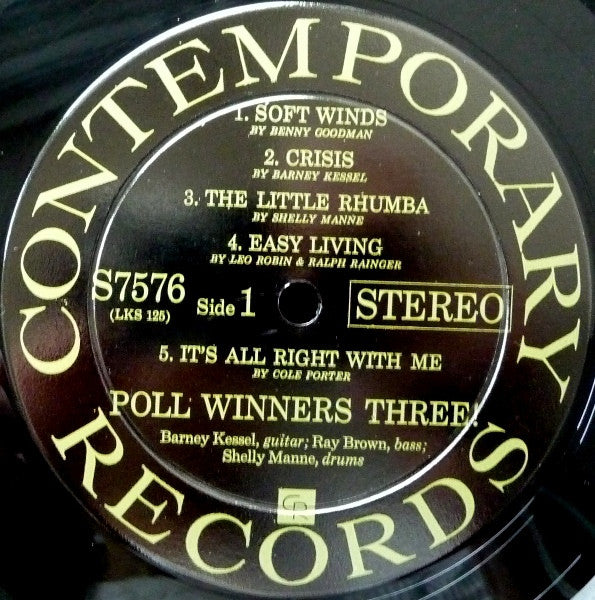 CONTEMPORARY
1. SOFT WINDS
BY BENNY GOODMAN
2. CRISIS
BY BARNEY KESSEL
3. THE LITTLE RHUMBA
BY SHELLY MANNE
4. EASY LIVING
BY LEO ROBIN & RALPH RAINGER
S7576
(LKS 125)
Side 1
STEREO
5. IT'S ALL RIGHT WITH ME
BY COLE PORTER
POLL WINNERS THREE!
Barney Kessel, guitar; Ray Brown, bass;
Shelly Manne, drums
CR
RECORDS